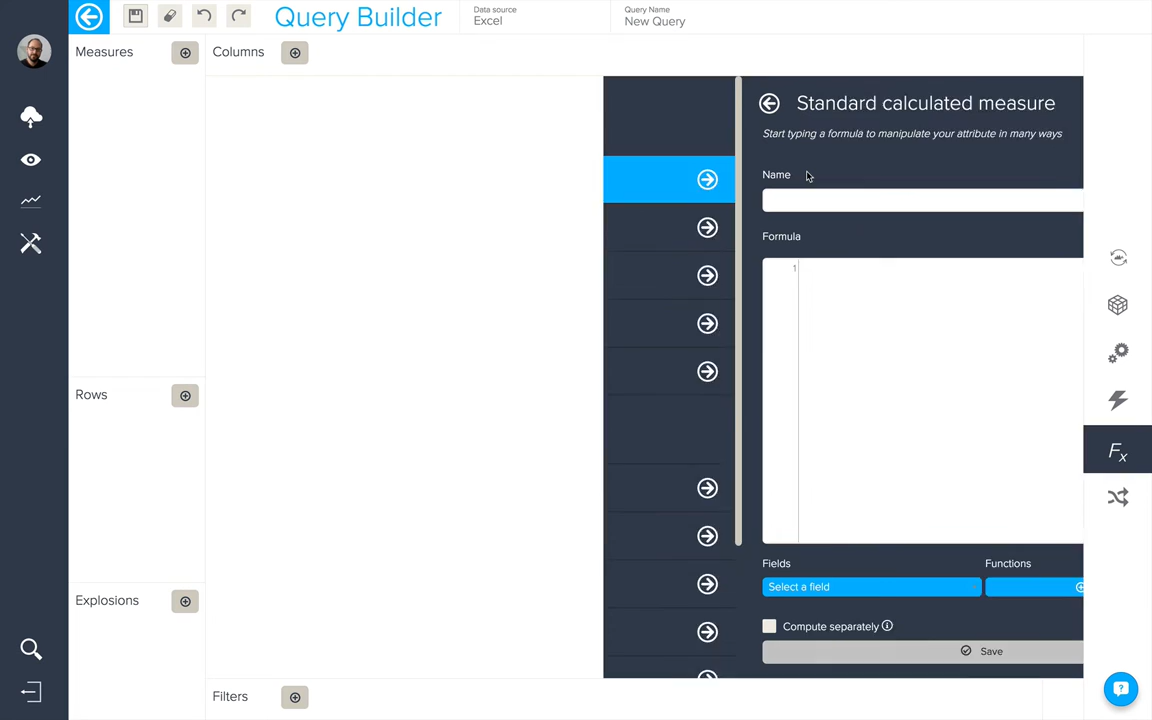 Query Builder
Data source
Excel
Query Name
New Query
Measures
Columns
Standard calculated measure
Start typing a formula to manipulate your attribute in many ways
Name
Formula
1
Rows
Fields
Functions
Select a field
Explosions
Compute separately
Save
Filters
Fx